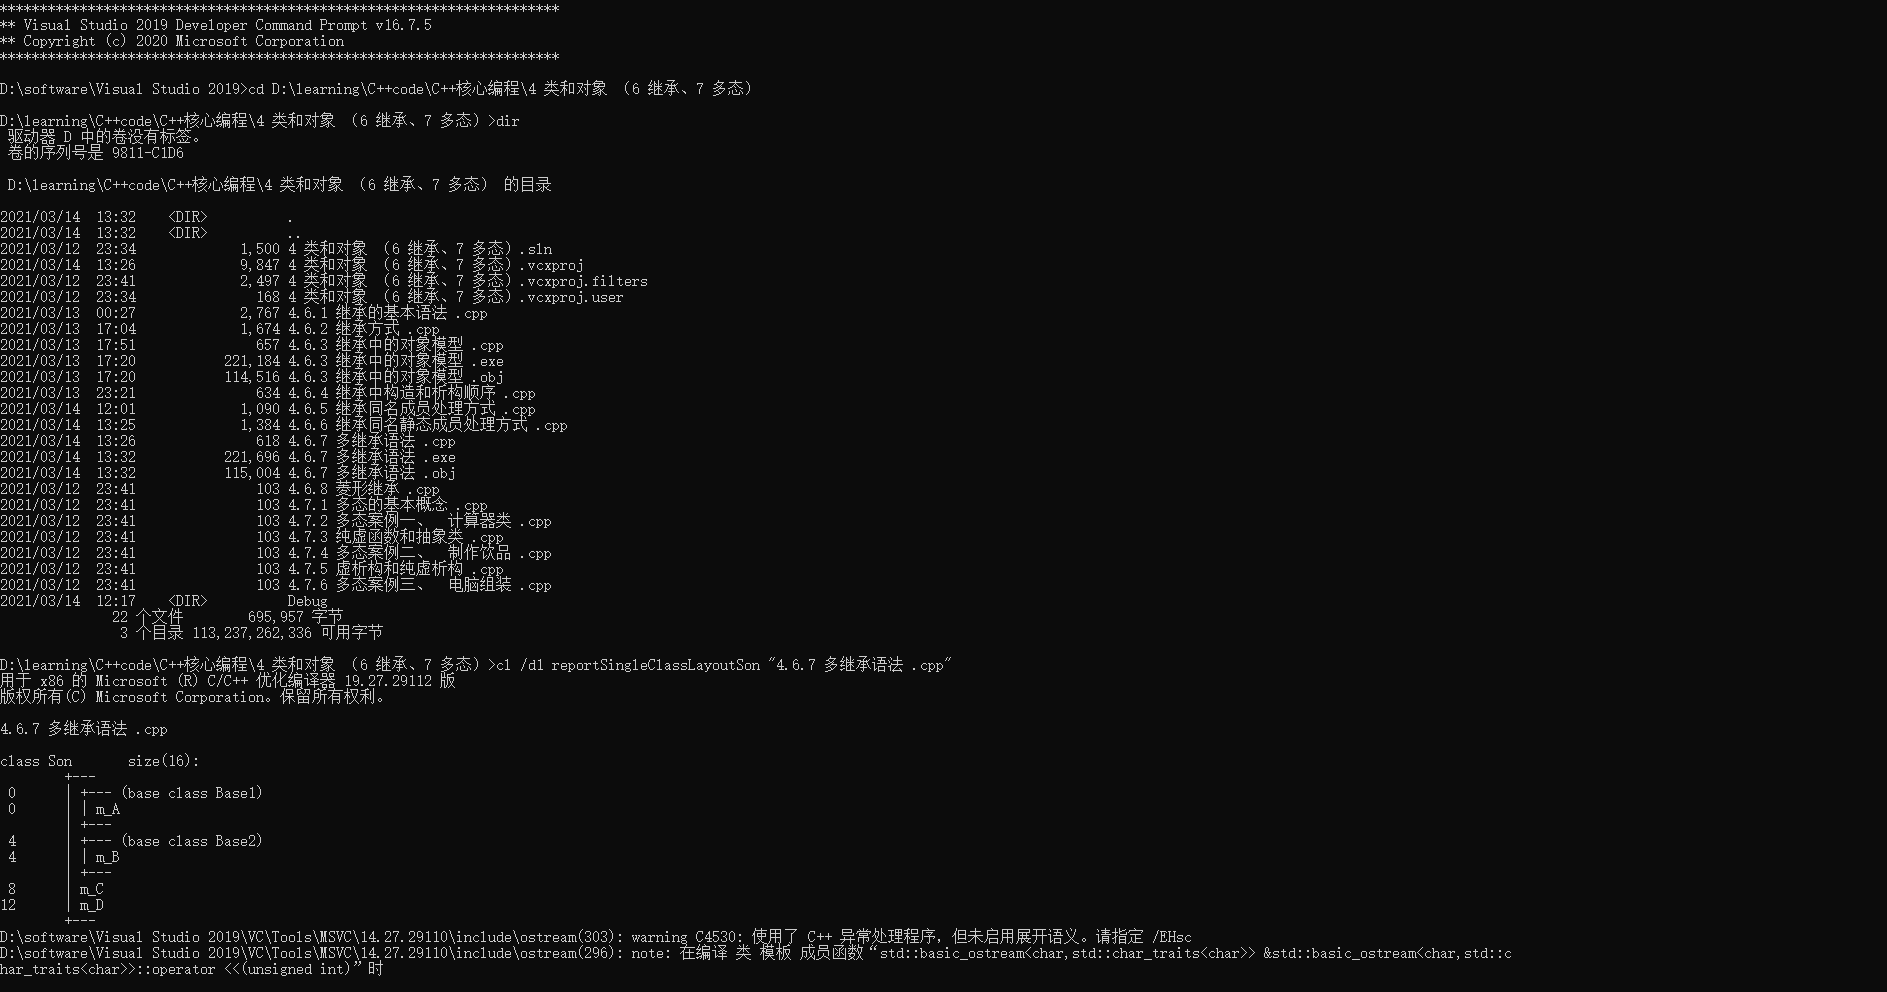 **********************************************************************
** Visual Studio 2019 Developer Command Prompt v16.7.5
** Copyright (c) 2020 Microsoft Corporation
**********************************************************************

D:\software\Visual Studio 2019>cd D:\learning\C++code\C++核心编程\4 类和对象 （6 继承、7 多态）

D:\learning\C++code\C++核心编程\4 类和对象 （6 继承、7 多态）>dir
 驱动器 D 中的卷没有标签。
 卷的序列号是 9811-C1D6

 D:\learning\C++code\C++核心编程\4 类和对象 （6 继承、7 多态） 的目录

2021/03/14  13:32    <DIR>          .
2021/03/14  13:32    <DIR>          ..
2021/03/12  23:34             1,500 4 类和对象 （6 继承、7 多态）.sln
2021/03/14  13:26             9,847 4 类和对象 （6 继承、7 多态）.vcxproj
2021/03/12  23:41             2,497 4 类和对象 （6 继承、7 多态）.vcxproj.filters
2021/03/12  23:34               168 4 类和对象 （6 继承、7 多态）.vcxproj.user
2021/03/13  00:27             2,767 4.6.1 继承的基本语法 .cpp
2021/03/13  17:04             1,674 4.6.2 继承方式 .cpp
2021/03/13  17:51               657 4.6.3 继承中的对象模型 .cpp
2021/03/13  17:20           221,184 4.6.3 继承中的对象模型 .exe
2021/03/13  17:20           114,516 4.6.3 继承中的对象模型 .obj
2021/03/13  23:21               634 4.6.4 继承中构造和析构顺序 .cpp
2021/03/14  12:01             1,090 4.6.5 继承同名成员处理方式 .cpp
2021/03/14  13:25             1,384 4.6.6 继承同名静态成员处理方式 .cpp
2021/03/14  13:26               618 4.6.7 多继承语法 .cpp
2021/03/14  13:32           221,696 4.6.7 多继承语法 .exe
2021/03/14  13:32           115,004 4.6.7 多继承语法 .obj
2021/03/12  23:41               103 4.6.8 菱形继承 .cpp
2021/03/12  23:41               103 4.7.1 多态的基本概念 .cpp
2021/03/12  23:41               103 4.7.2 多态案例一、  计算器类 .cpp
2021/03/12  23:41               103 4.7.3 纯虚函数和抽象类 .cpp
2021/03/12  23:41               103 4.7.4 多态案例二、  制作饮品 .cpp
2021/03/12  23:41               103 4.7.5 虚析构和纯虚析构 .cpp
2021/03/12  23:41               103 4.7.6 多态案例三、  电脑组装 .cpp
2021/03/14  12:17    <DIR>          Debug
              22 个文件        695,957 字节
               3 个目录 113,237,262,336 可用字节

D:\learning\C++code\C++核心编程\4 类和对象 （6 继承、7 多态）>cl /d1 reportSingleClassLayoutSon "4.6.7 多继承语法 .cpp"
用于 x86 的 Microsoft (R) C/C++ 优化编译器 19.27.29112 版
版权所有(C) Microsoft Corporation。保留所有权利。

4.6.7 多继承语法 .cpp

class Son       size(16):
        +---
 0      | +--- (base class Base1)
 0      | | m_A
        | +---
 4      | +--- (base class Base2)
 4      | | m_B
        | +---
 8      | m_C
12      | m_D
        +---
D:\software\Visual Studio 2019\VC\Tools\MSVC\14.27.29110\include\ostream(303): warning C4530: 使用了 C++ 异常处理程序，但未启用展开语义。请指定 /EHsc
D:\software\Visual Studio 2019\VC\Tools\MSVC\14.27.29110\include\ostream(296): note: 在编译 类 模板 成员函数“std::basic_ostream<char,std::char_traits<char>> &std::basic_ostream<char,std::c
har_traits<char>>::operator <<(unsigned int)”时